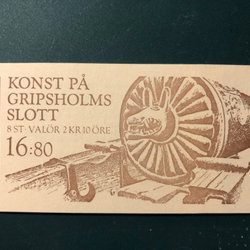 KONST PÅ
GRIPSHOLMS
SLOTT
8 ST· VALÖR 2 KR 10 ÖRE
16:80